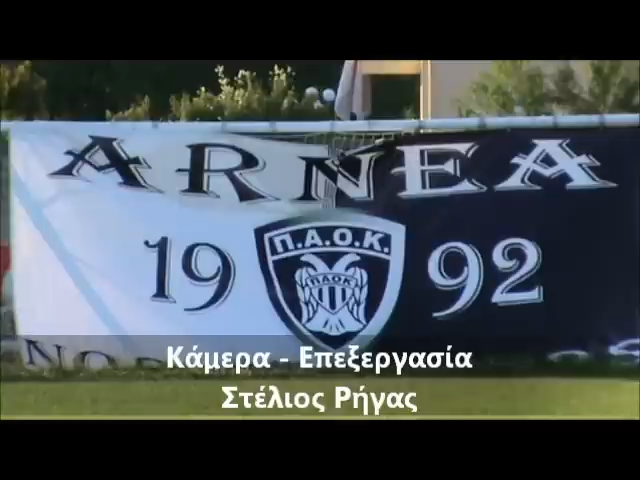 ARNEA
19 92
Π.Α.Ο.Κ.
ΠΑΟΚ
Κάμερα - Επεξεργασία
Στέλιος Ρήγας